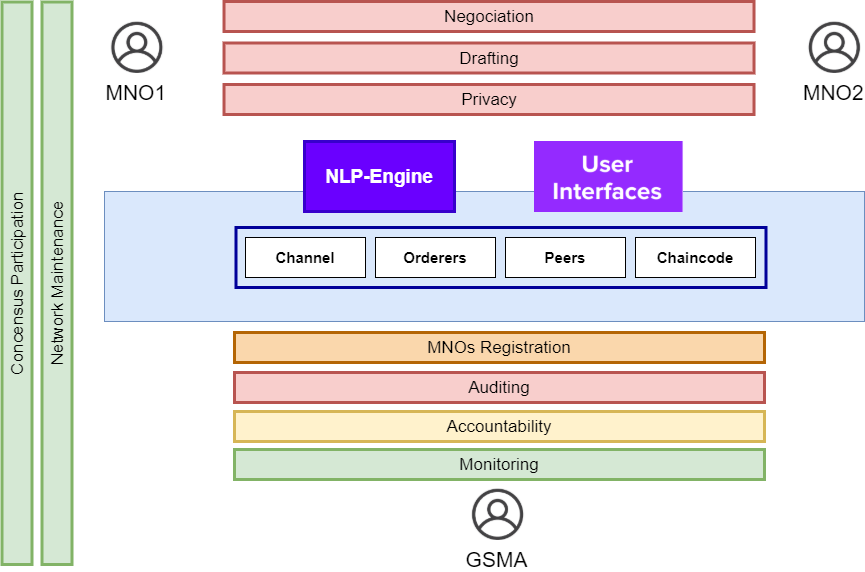 Negociation
Drafting
Privacy
MNO1
MNO2
NLP-Engine
User
Interfaces
Channel
Orderers
Peers
Chaincode
MNOs Registration
Auditing
Accountability
Monitoring
GSMA
Concensus Participation
Network Maintenance